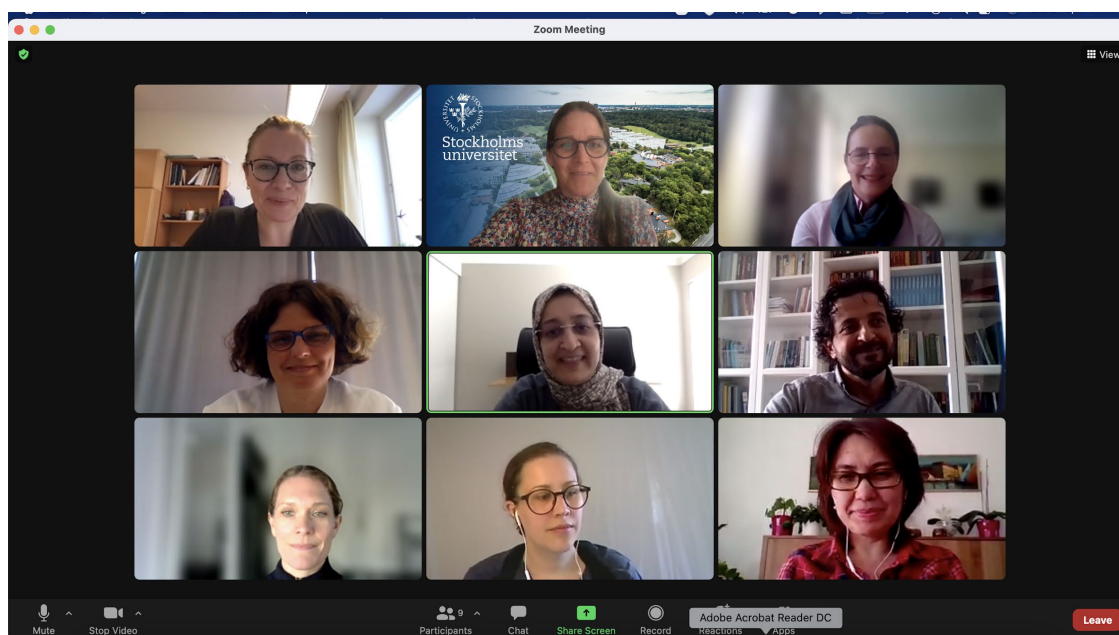 Zoom Meeting
View
Stockholms
universitet
9
Mute
Stop Video
Participants
Chat
Share Screen
Record
Reactions
Apps
Adobe Acrobat Reader DC
Leave